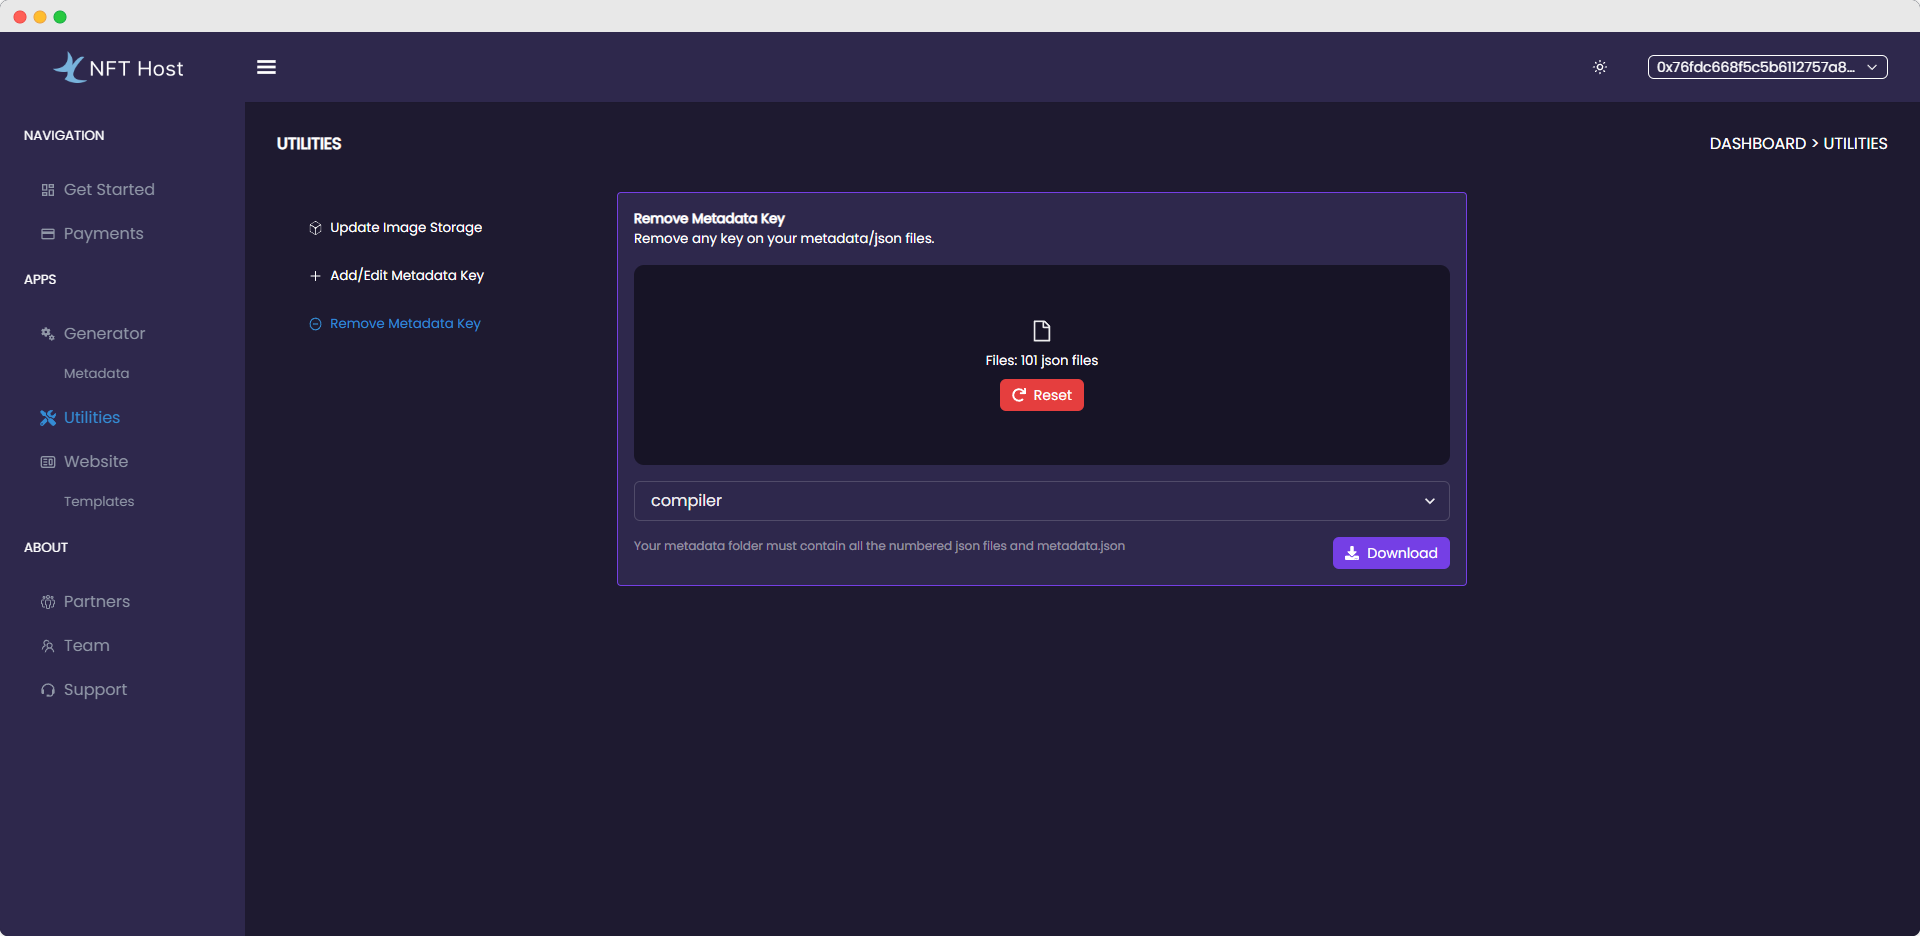 NFT Host
0x76fdc668f5c5b6112757a8...
NAVIGATION
Get Started
Payments
APPS
Generator
Metadata
Utilities
Website
Templates
ABOUT
Partners
Team
Support
UTILITIES
DASHBOARD > UTILITIES
Update Image Storage
Add/Edit Metadata Key
Remove Metadata Key
Remove Metadata Key
Remove any key on your metadata/json files.
Files: 101 json files
Reset
compiler
Your metadata folder must contain all the numbered json files and metadata.json
Download